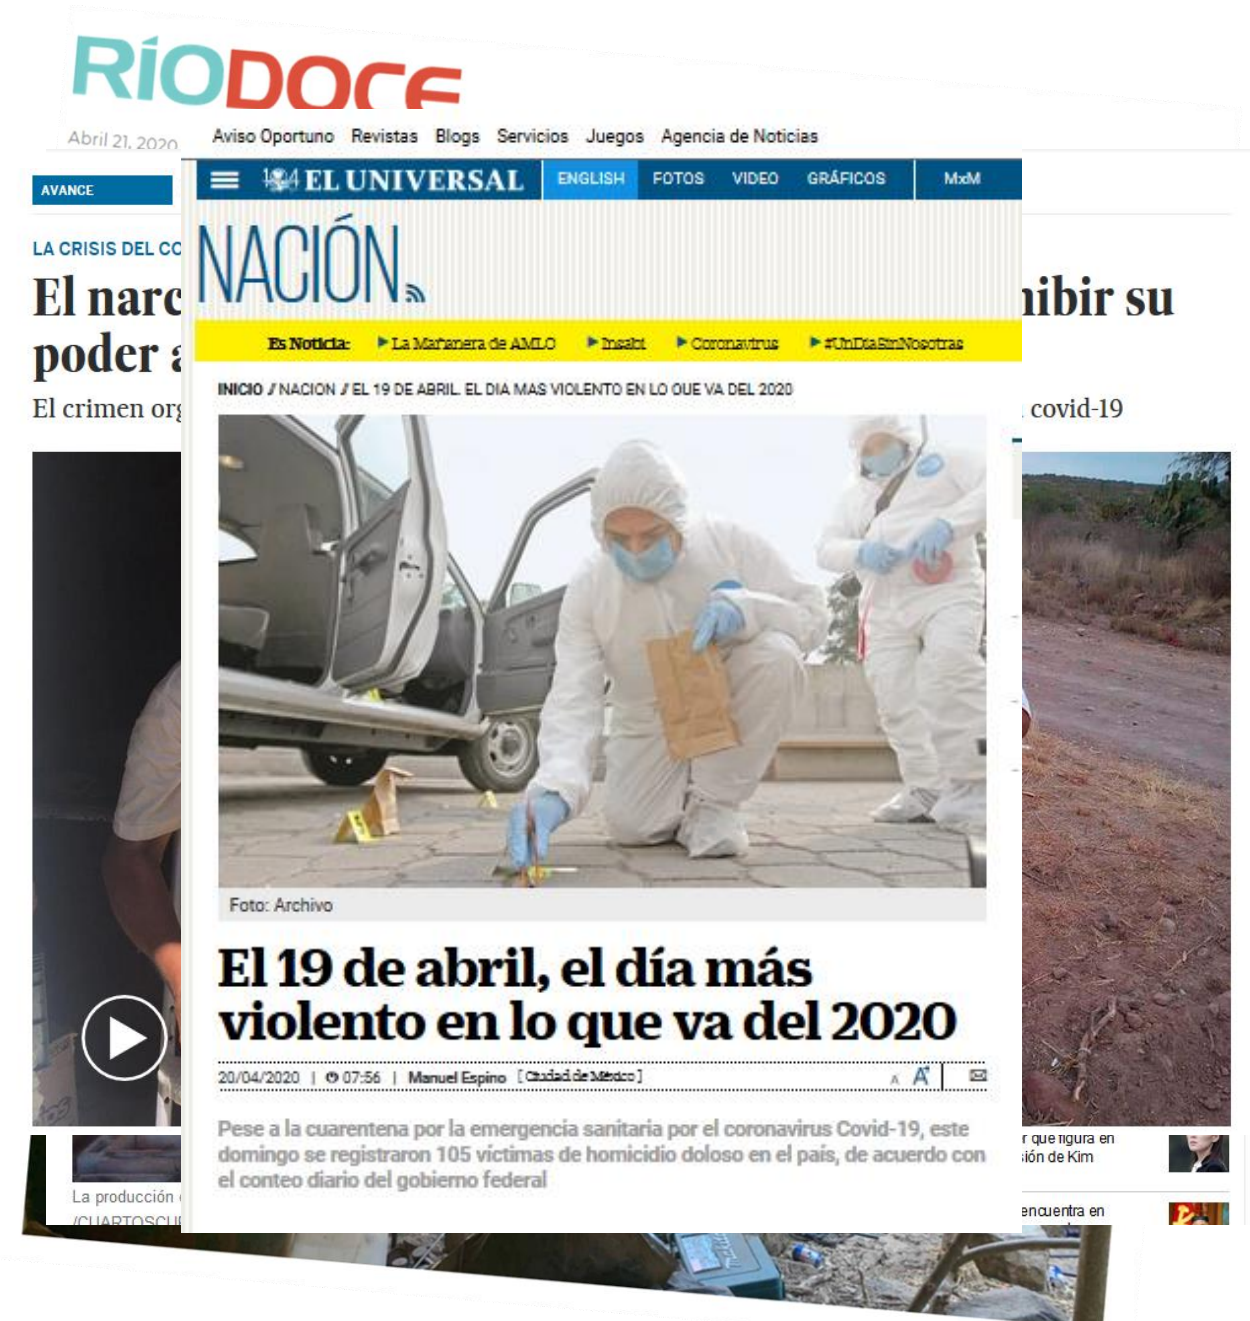 RÍODOCE
Abril 21, 2020
Aviso Oportuno Revistas Blogs Servicios Juegos Agencia de Noticias
EL UNIVERSAL ENGLISH FOTOS VIDEO GRÁFICOS MxM
AVANCE
NACIÓN
LA CRISIS DEL CO
El narc
hibir su
poder a
El crimen org
covid-19
Es Noticia: La Mañanera de AMLO Insabi Coronavirus #UnDíaSinNosotras
INICIO / NACION / EL 19 DE ABRIL. EL DIA MAS VIOLENTO EN LO QUE VA DEL 2020
Foto: Archivo
El 19 de abril, el día más
violento en lo que va del 2020
20/04/2020 | 07:56 | Manuel Espino [Ciudad de México] A A+
Pese a la cuarentena por la emergencia sanitaria por el coronavirus Covid-19, este
domingo se registraron 105 víctimas de homicidio doloso en el país, de acuerdo con
el conteo diario del gobierno federal
r que figura en
sión de Kim
La producción
/CUARTOSCU
encuentra en